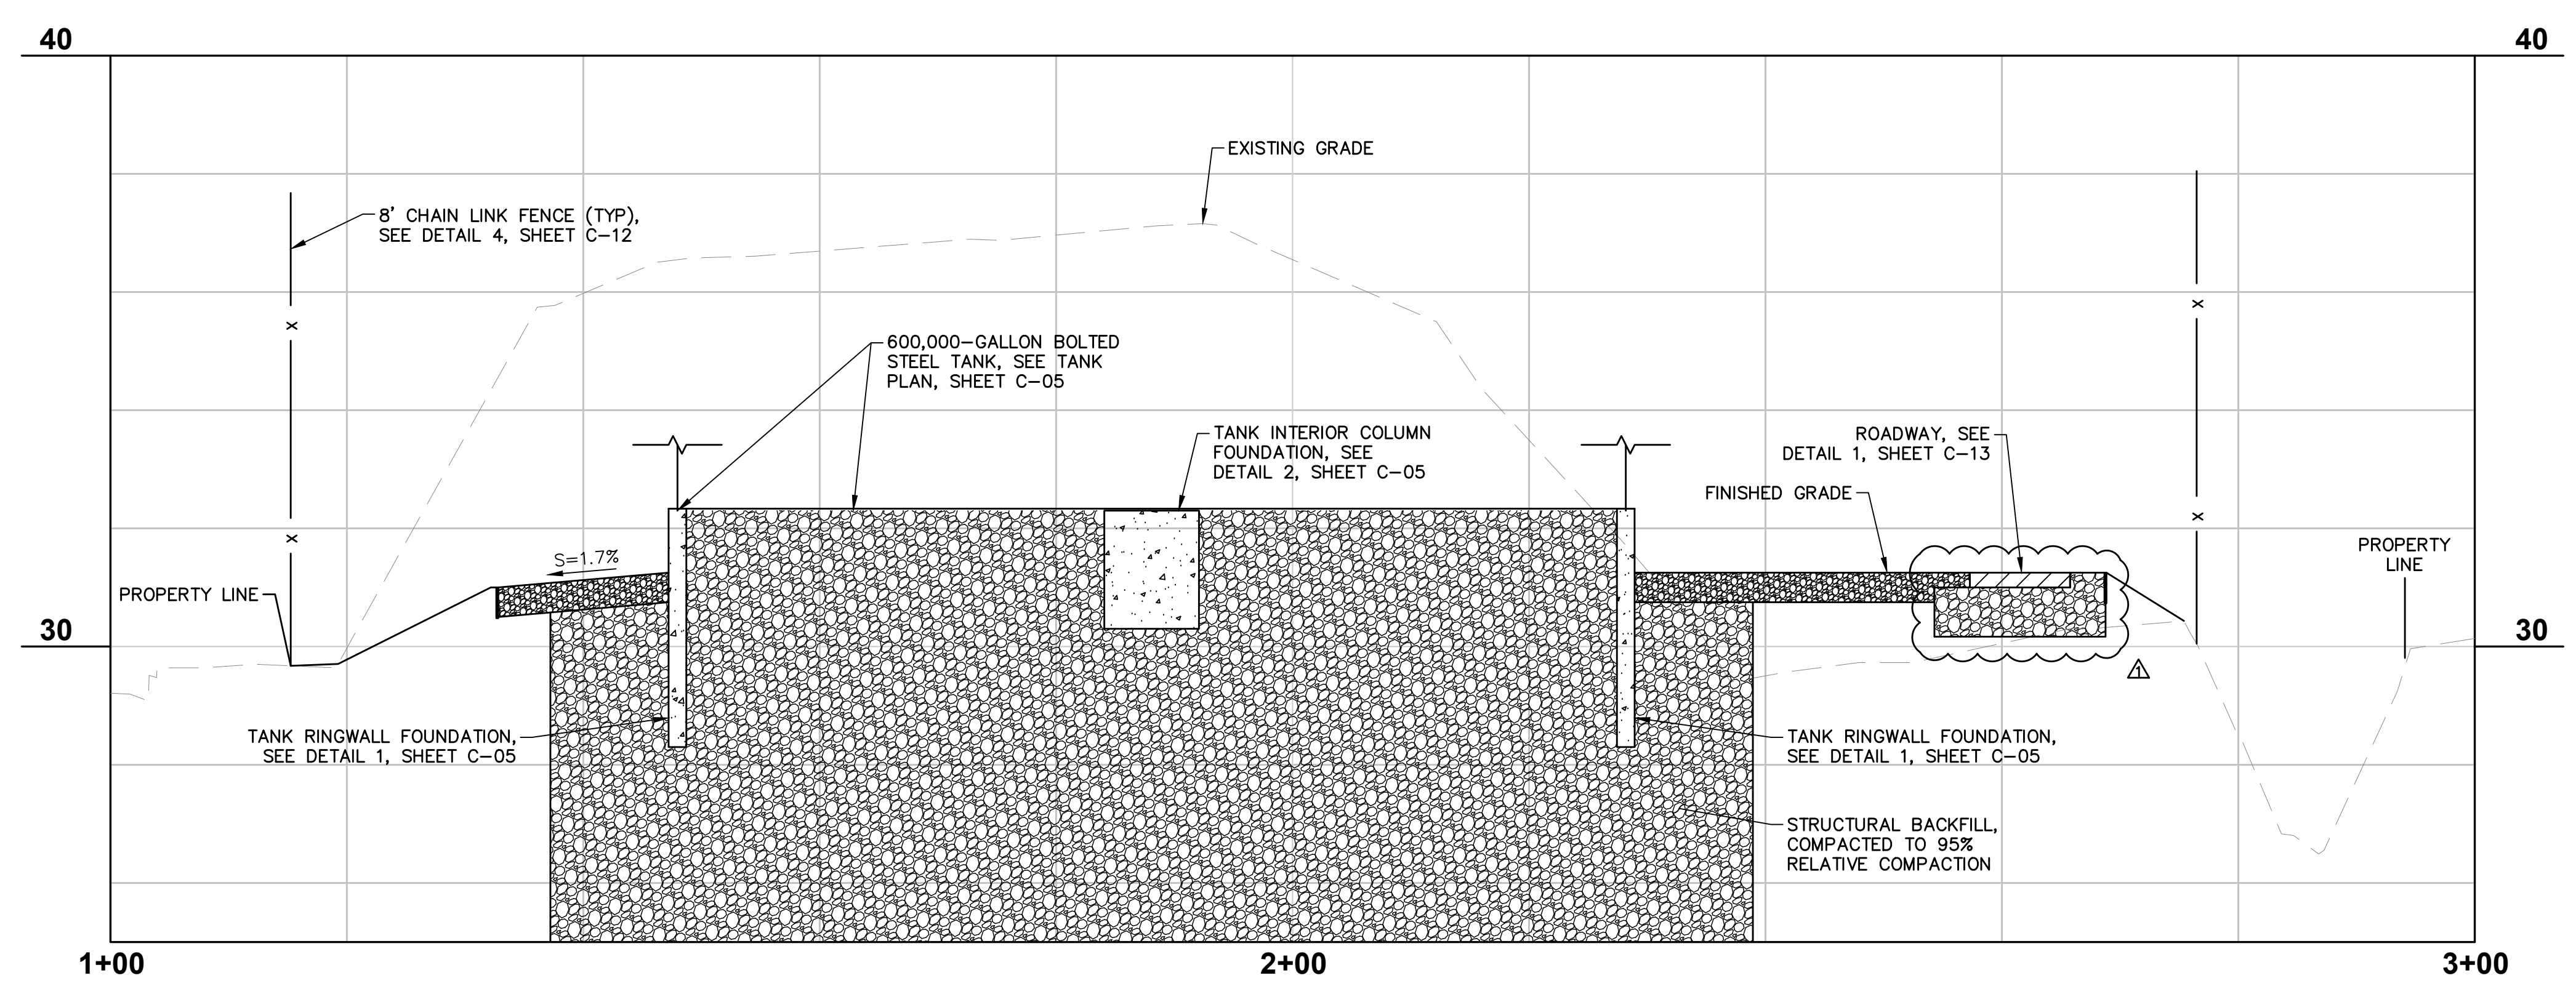 40
40
EXISTING GRADE
8' CHAIN LINK FENCE (TYP),
SEE DETAIL 4, SHEET C-12
X
X
600,000-GALLON BOLTED
STEEL TANK, SEE TANK
PLAN, SHEET C-05
TANK INTERIOR COLUMN
FOUNDATION, SEE
DETAIL 2, SHEET C-05
ROADWAY, SEE
DETAIL 1, SHEET C-13
FINISHED GRADE
X
X
S=1.7%
PROPERTY
LINE
PROPERTY LINE
30
30
1
TANK RINGWALL FOUNDATION,
SEE DETAIL 1, SHEET C-05
TANK RINGWALL FOUNDATION,
SEE DETAIL 1, SHEET C-05
STRUCTURAL BACKFILL,
COMPACTED TO 95%
RELATIVE COMPACTION
1+00
2+00
3+00